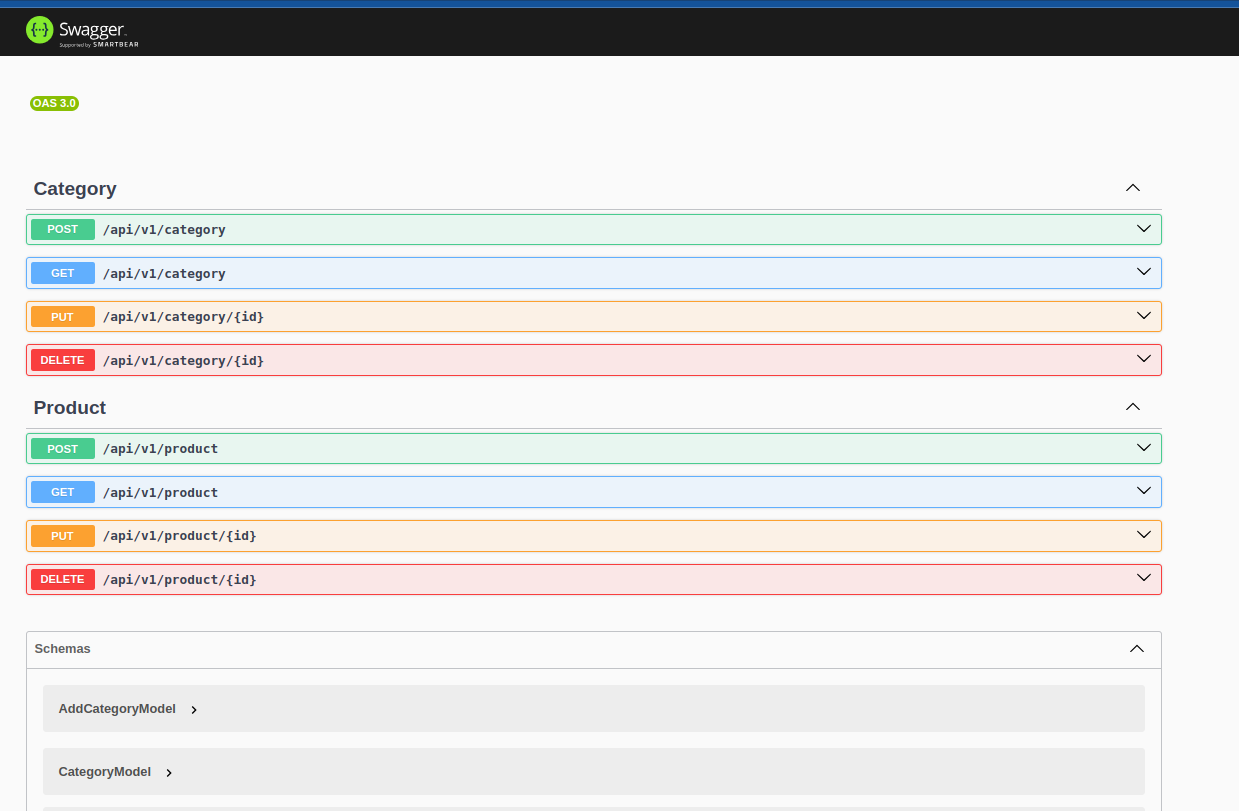 {···} Swagger.
Supported by SMARTBEAR
OAS 3.0
Category
POST /api/v1/category
GET /api/v1/category
PUT /api/v1/category/{id}
DELETE /api/v1/category/{id}
Product
POST /api/v1/product
GET /api/v1/product
PUT /api/v1/product/{id}
DELETE /api/v1/product/{id}
Schemas
AddCategoryModel
CategoryModel